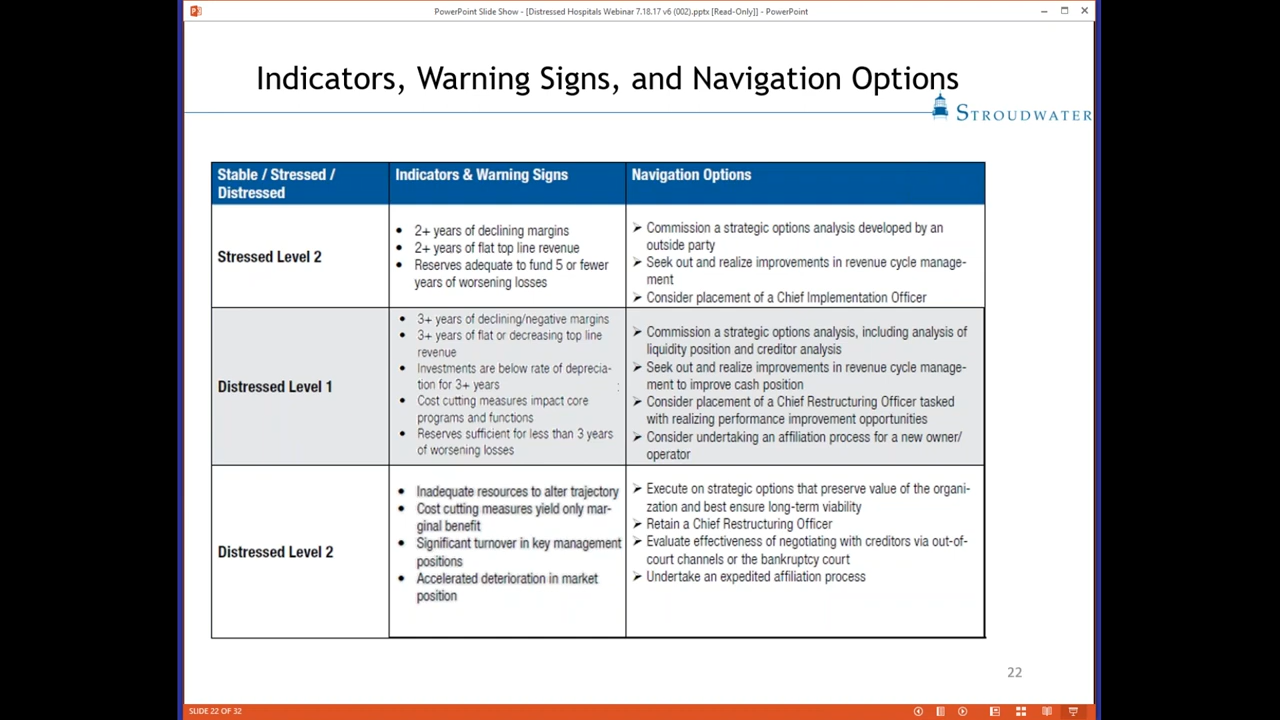 PowerPoint Slide Show - [Distressed Hospitals Webinar 7.18.17 v6 (002).pptx [Read-Only]] - PowerPoint
Indicators, Warning Signs, and Navigation Options
STROUDWATER
Stable / Stressed /
Distressed
Indicators & Warning Signs
Navigation Options
Stressed Level 2
• 2+ years of declining margins
• 2+ years of flat top line revenue
• Reserves adequate to fund 5 or fewer
years of worsening losses
➢ Commission a strategic options analysis developed by an
outside party
➢ Seek out and realize improvements in revenue cycle manage-
ment
➢ Consider placement of a Chief Implementation Officer
Distressed Level 1
• 3+ years of declining/negative margins
• 3+ years of flat or decreasing top line
revenue
• Investments are below rate of deprecia-
tion for 3+ years
• Cost cutting measures impact core
programs and functions
• Reserves sufficient for less than 3 years
of worsening losses
➢ Commission a strategic options analysis, including analysis of
liquidity position and creditor analysis
➢ Seek out and realize improvements in revenue cycle manage-
ment to improve cash position
➢ Consider placement of a Chief Restructuring Officer tasked
with realizing performance improvement opportunities
➢ Consider undertaking an affiliation process for a new owner/
operator
Distressed Level 2
• Inadequate resources to alter trajectory
• Cost cutting measures yield only mar-
ginal benefit
• Significant turnover in key management
positions
• Accelerated deterioration in market
position
➢ Execute on strategic options that preserve value of the organi-
zation and best ensure long-term viability
➢ Retain a Chief Restructuring Officer
➢ Evaluate effectiveness of negotiating with creditors via out-of-
court channels or the bankruptcy court
➢ Undertake an expedited affiliation process
22
SLIDE 22 OF 32